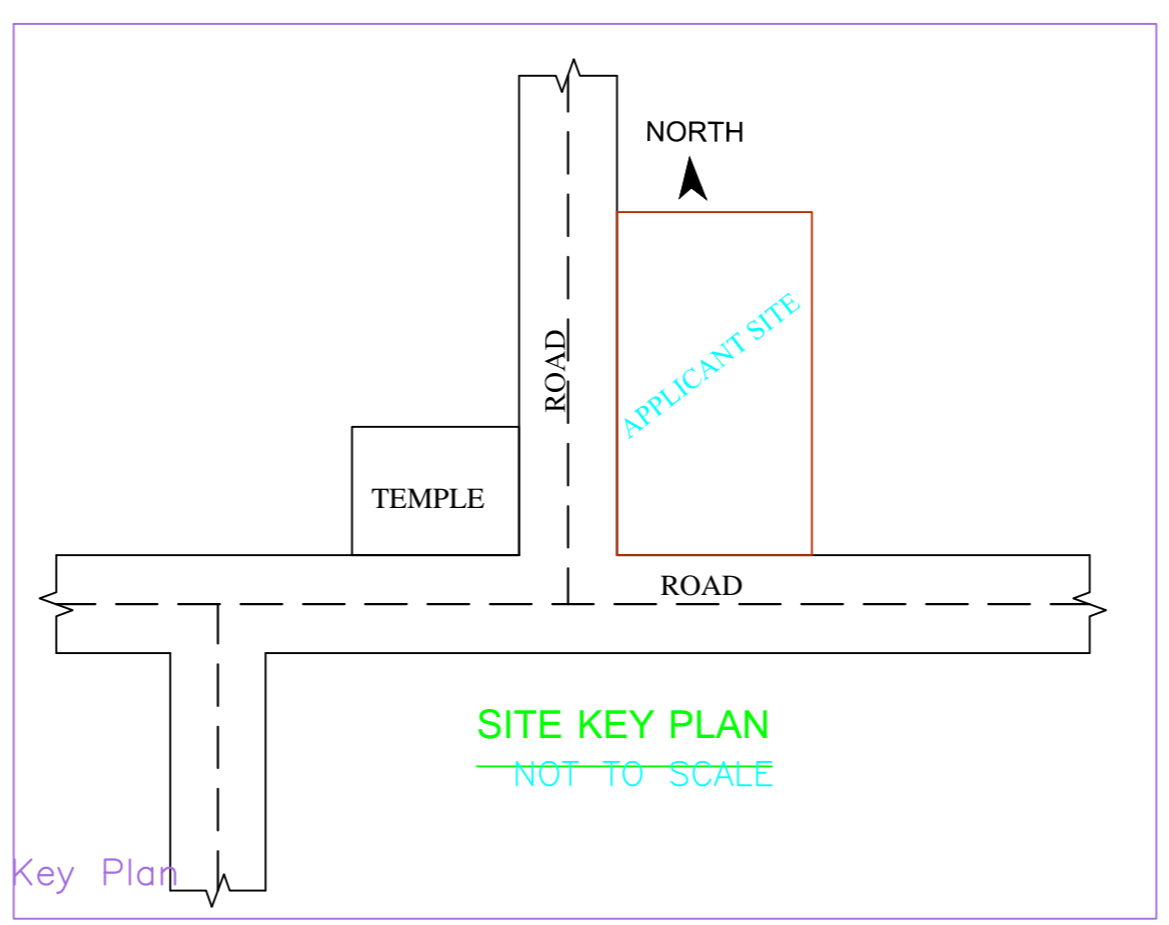 NORTH
ROAD
APPLICANT SITE
TEMPLE
ROAD
SITE KEY PLAN
NOT TO SCALE
Key Plan